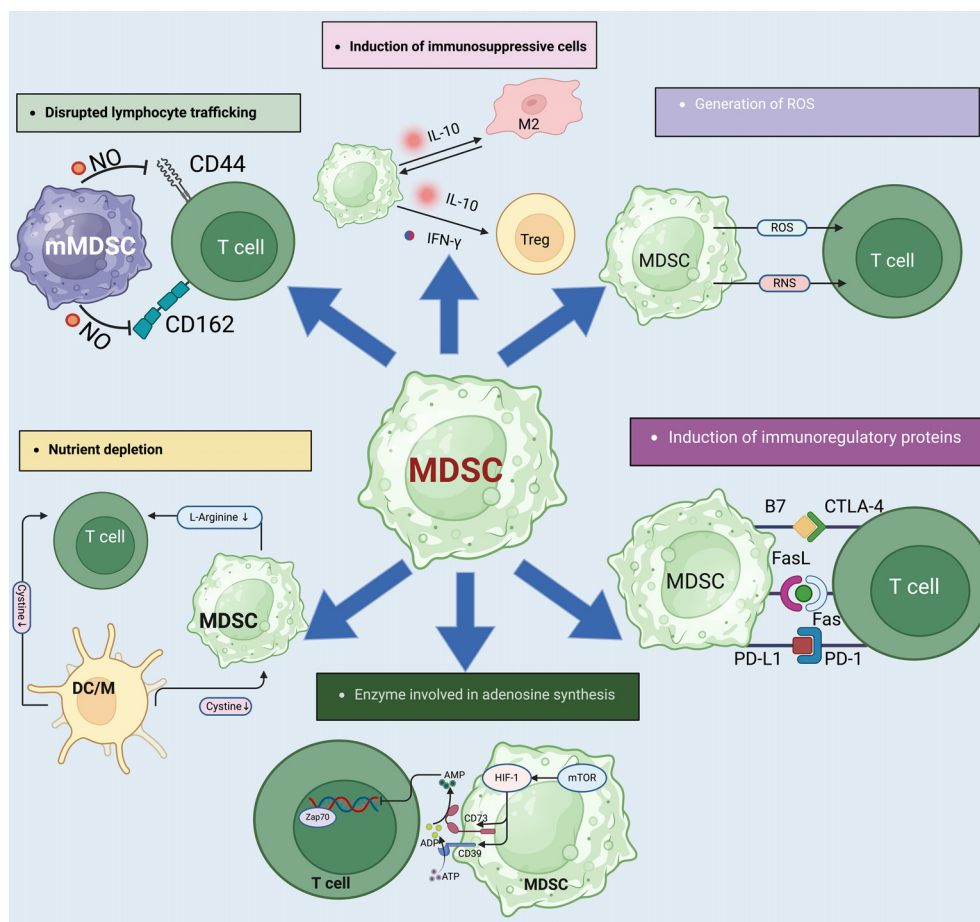 • Induction of immunosuppressive cells
• Disrupted lymphocyte trafficking
• Generation of ROS
NO
CD44
mMDSC
T cell
NO
CD162
IL-10
M2
IL-10
IFN-γ
Treg
MDSC
ROS
RNS
T cell
MDSC
• Nutrient depletion
L-Arginine ↓
T cell
Cystine↓
MDSC
DC/M
Cystine↓
• Induction of immunoregulatory proteins
B7
CTLA-4
FasL
MDSC
T cell
Fas
PD-L1
PD-1
• Enzyme involved in adenosine synthesis
AMP
HIF-1
mTOR
Zap70
CD73
ADP
CD39
ATP
T cell
MDSC